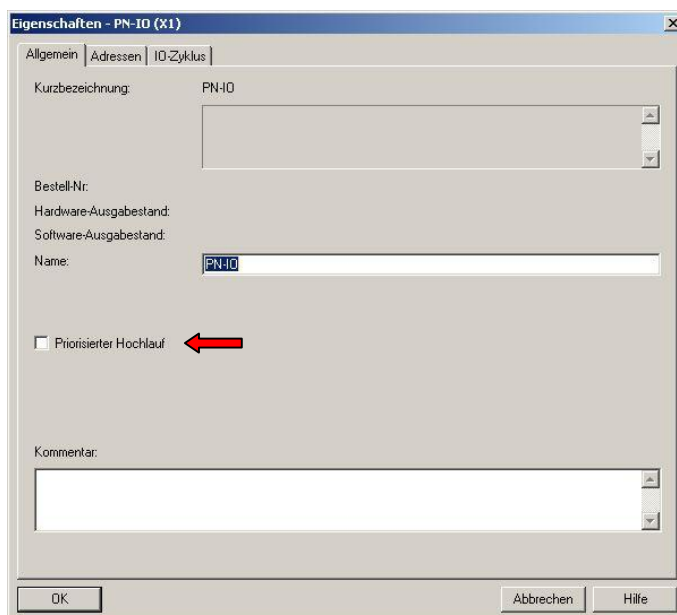 Eigenschaften - PN-IO (X1)
Allgemein Adressen IO-Zyklus
Kurzbezeichnung: PN-IO
Bestell-Nr:
Hardware-Ausgabestand:
Software-Ausgabestand:
Name: PN-IO
Priorisierter Hochlauf
Kommentar:
OK Abbrechen Hilfe